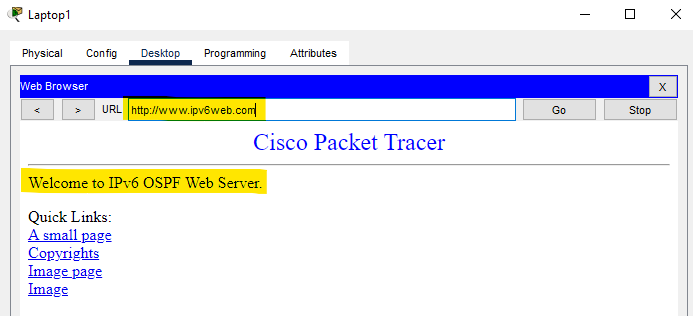 Laptop1
Physical Config Desktop Programming Attributes
Web Browser X
< > URL http://www.ipv6web.com Go Stop
Cisco Packet Tracer
Welcome to IPv6 OSPF Web Server.
Quick Links:
A small page
Copyrights
Image page
Image